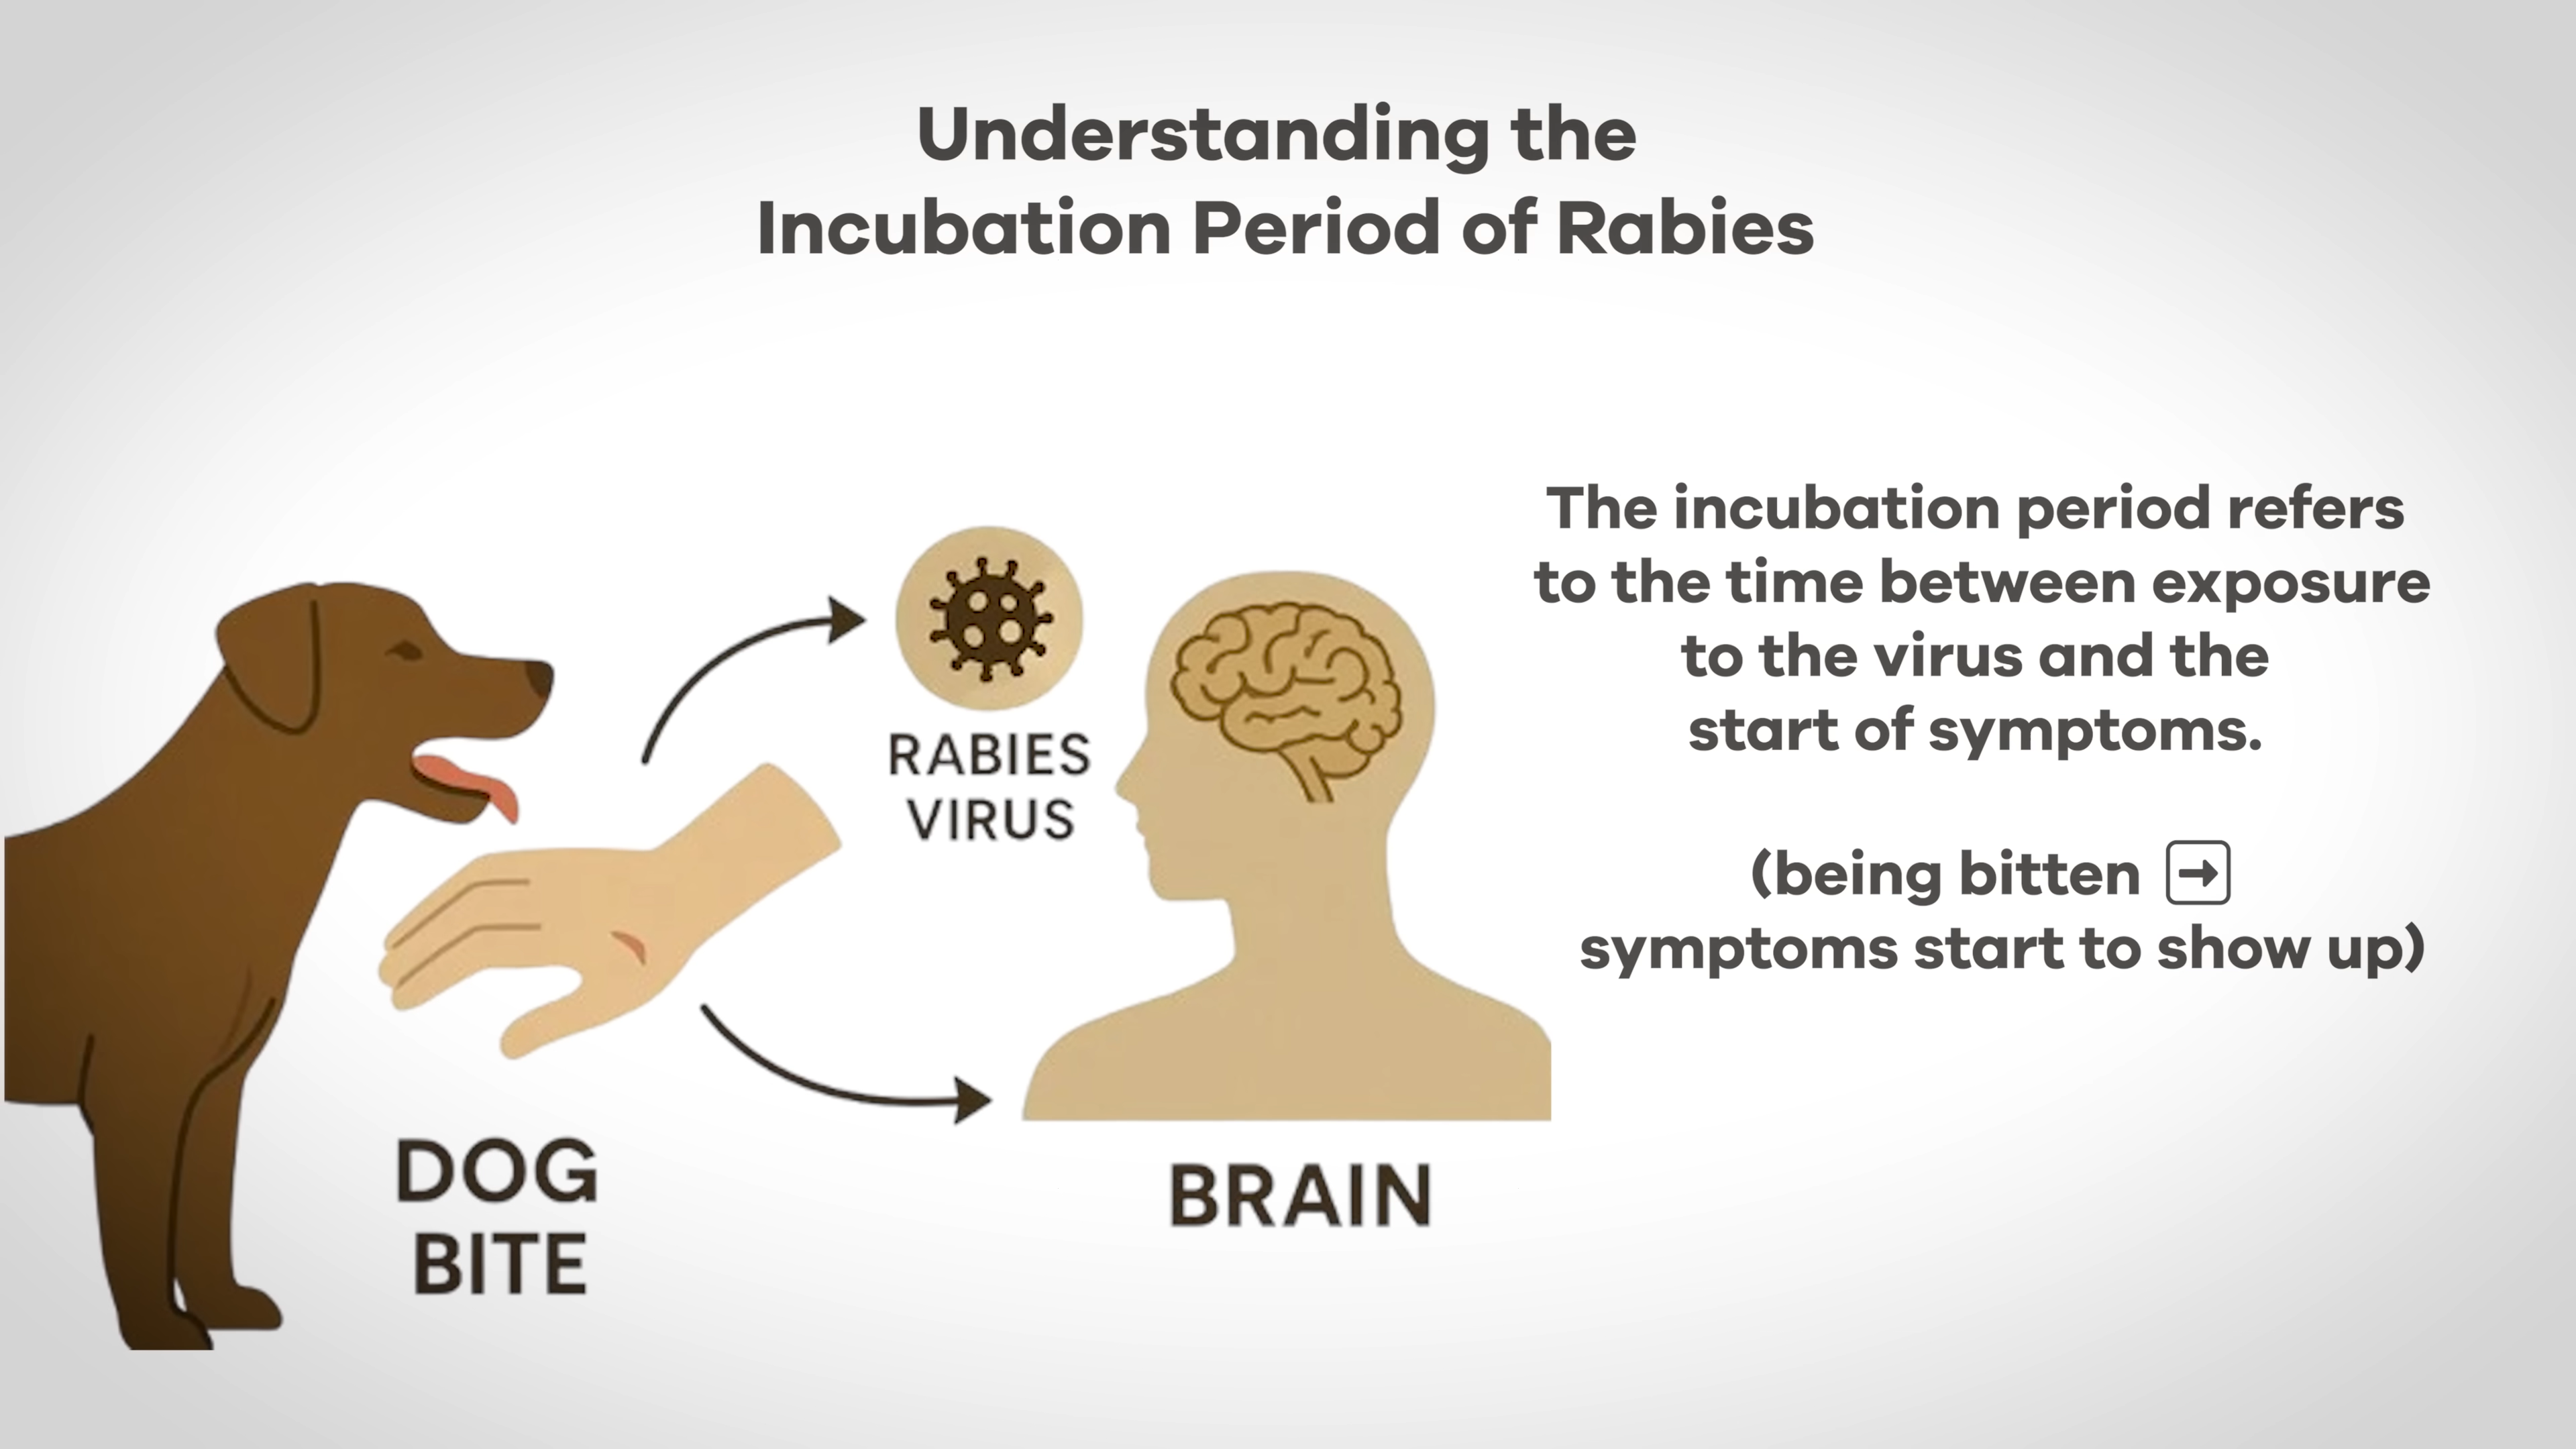 Understanding the
Incubation Period of Rabies
The incubation period refers
to the time between exposure
to the virus and the
start of symptoms.
(being bitten ➡
symptoms start to show up)
RABIES
VIRUS
DOG
BITE
BRAIN